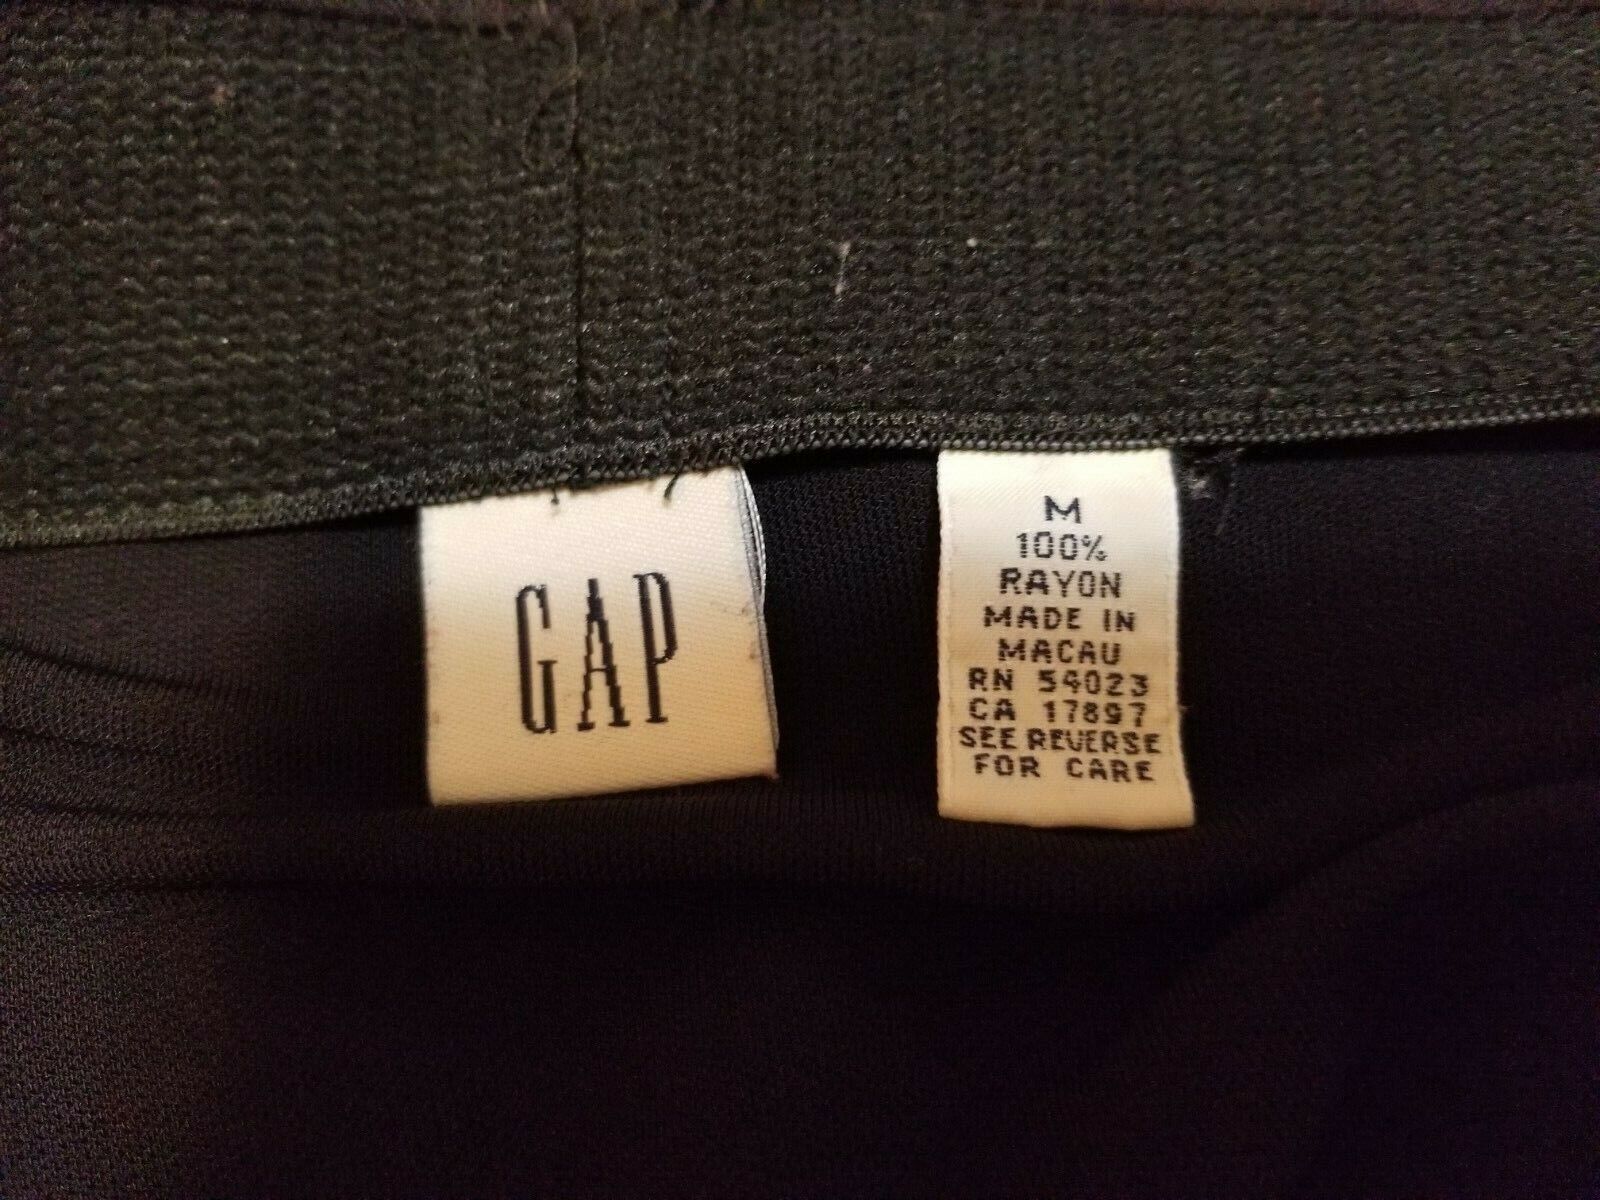 GAP
M
100%
RAYON
MADE IN
MACAU
RN 54023
CA 17897
SEE REVERSE
FOR CARE